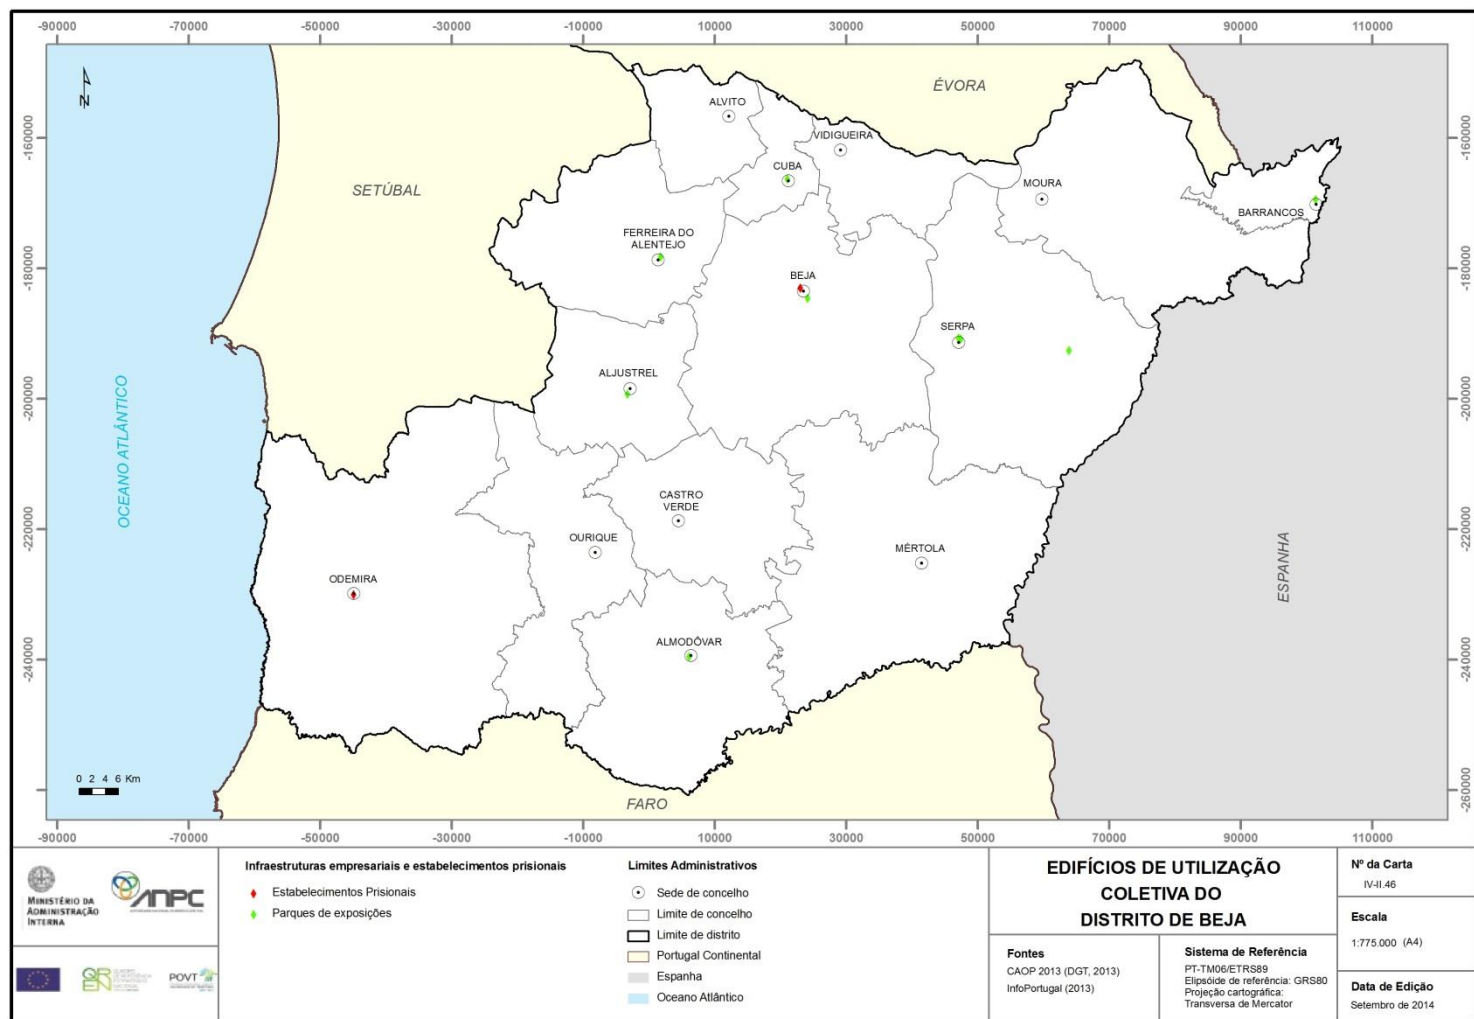 -90000 -70000 -50000 -30000 -10000 10000 30000 50000 70000 90000 110000
-160000 -160000
-180000 -180000
-200000 -200000
-220000 -220000
-240000 -240000
-260000
N
ÉVORA
ALVITO
VIDIGUEIRA
CUBA
MOURA
SETÚBAL
BARRANCOS
FERREIRA DO
ALENTEJO
BEJA
SERPA
ALJUSTREL
OCEANO ATLÂNTICO
CASTRO
VERDE
OURIQUE
MÉRTOLA
ESPANHA
ODEMIRA
ALMODÔVAR
0 2 4 6 Km
FARO
-90000 -70000 -50000 -30000 -10000 10000 30000 50000 70000 90000 110000
MINISTÉRIO DA
ADMINISTRAÇÃO
INTERNA
ANPC
QREN
POVT
Infraestruturas empresariais e estabelecimentos prisionais
Estabelecimentos Prisionais
Parques de exposições
Limites Administrativos
Sede de concelho
Limite de concelho
Limite de distrito
Portugal Continental
Espanha
Oceano Atlântico
EDIFÍCIOS DE UTILIZAÇÃO
COLETIVA DO
DISTRITO DE BEJA
Fontes
CAOP 2013 (DGT, 2013)
InfoPortugal (2013)
Sistema de Referência
PT-TM06/ETRS89
Elipsóide de referência: GRS80
Projeção cartográfica:
Transversa de Mercator
Nº da Carta
IV-II.46
Escala
1:775.000 (A4)
Data de Edição
Setembro de 2014